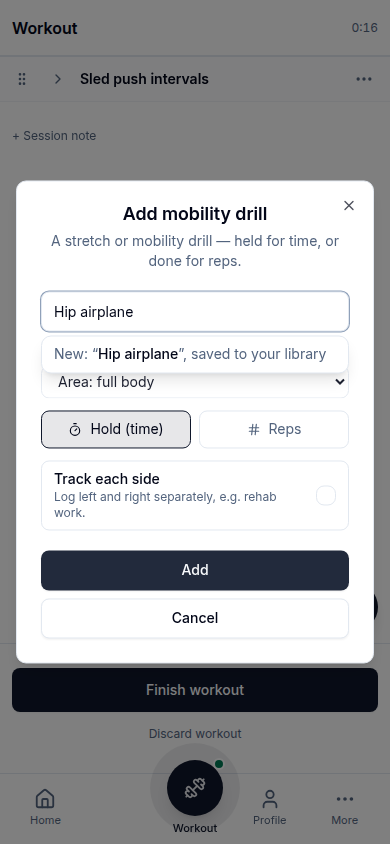 Workout
0:16
Sled push intervals
+ Session note
Add mobility drill
A stretch or mobility drill — held for time, or
done for reps.
Hip airplane
New: “Hip airplane”, saved to your library
Area: full body
Hold (time)
Reps
Track each side
Log left and right separately, e.g. rehab
work.
Add
Cancel
Finish workout
Discard workout
Home
Workout
Profile
More